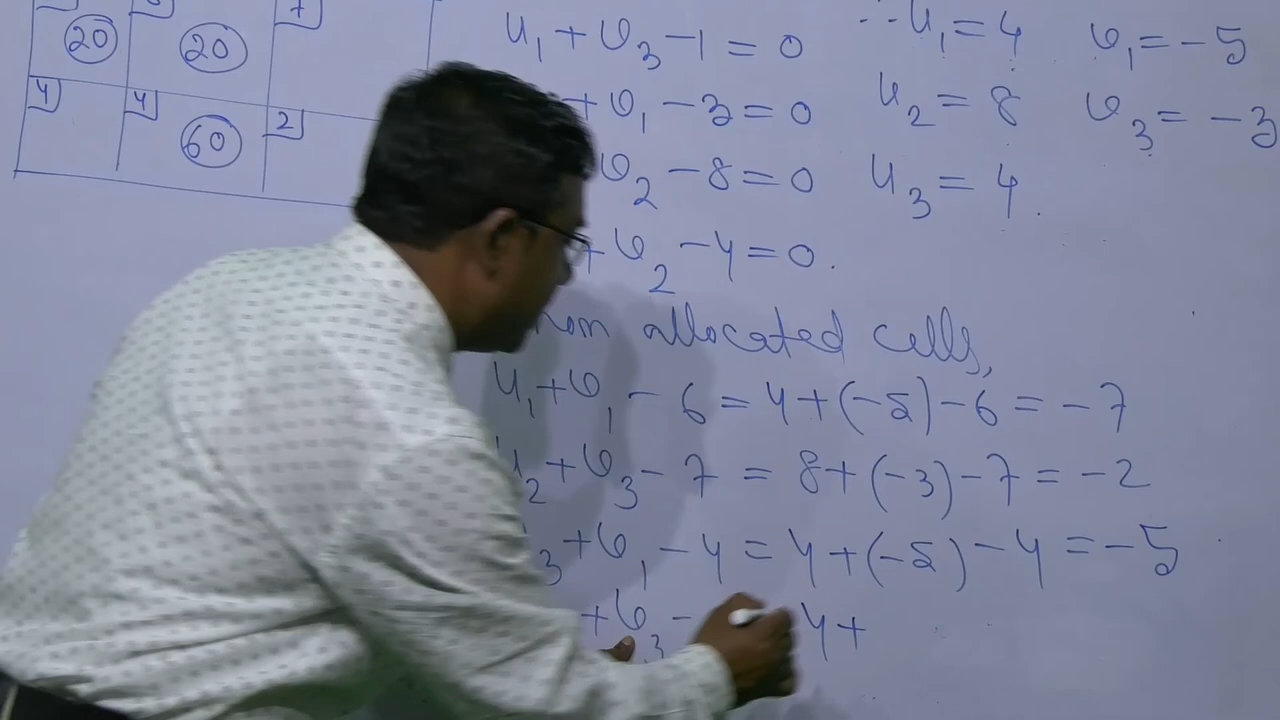 7
20 20
4 4 2
60
u₁ + v₃ - 1 = 0 ∴ u₁ = 4 v₁ = -5
+ v₁ - 3 = 0 u₂ = 8 v₃ = -3
v₂ - 8 = 0 u₃ = 4.
+ v₂ - 4 = 0.
non allocated cells,
u₁ + v₁ - 6 = 4 + (-5) - 6 = -7
u₂ + v₃ - 7 = 8 + (-3) - 7 = -2
3 + v₁ - 4 = 4 + (-5) - 4 = -5
+ v₃ - 4 +